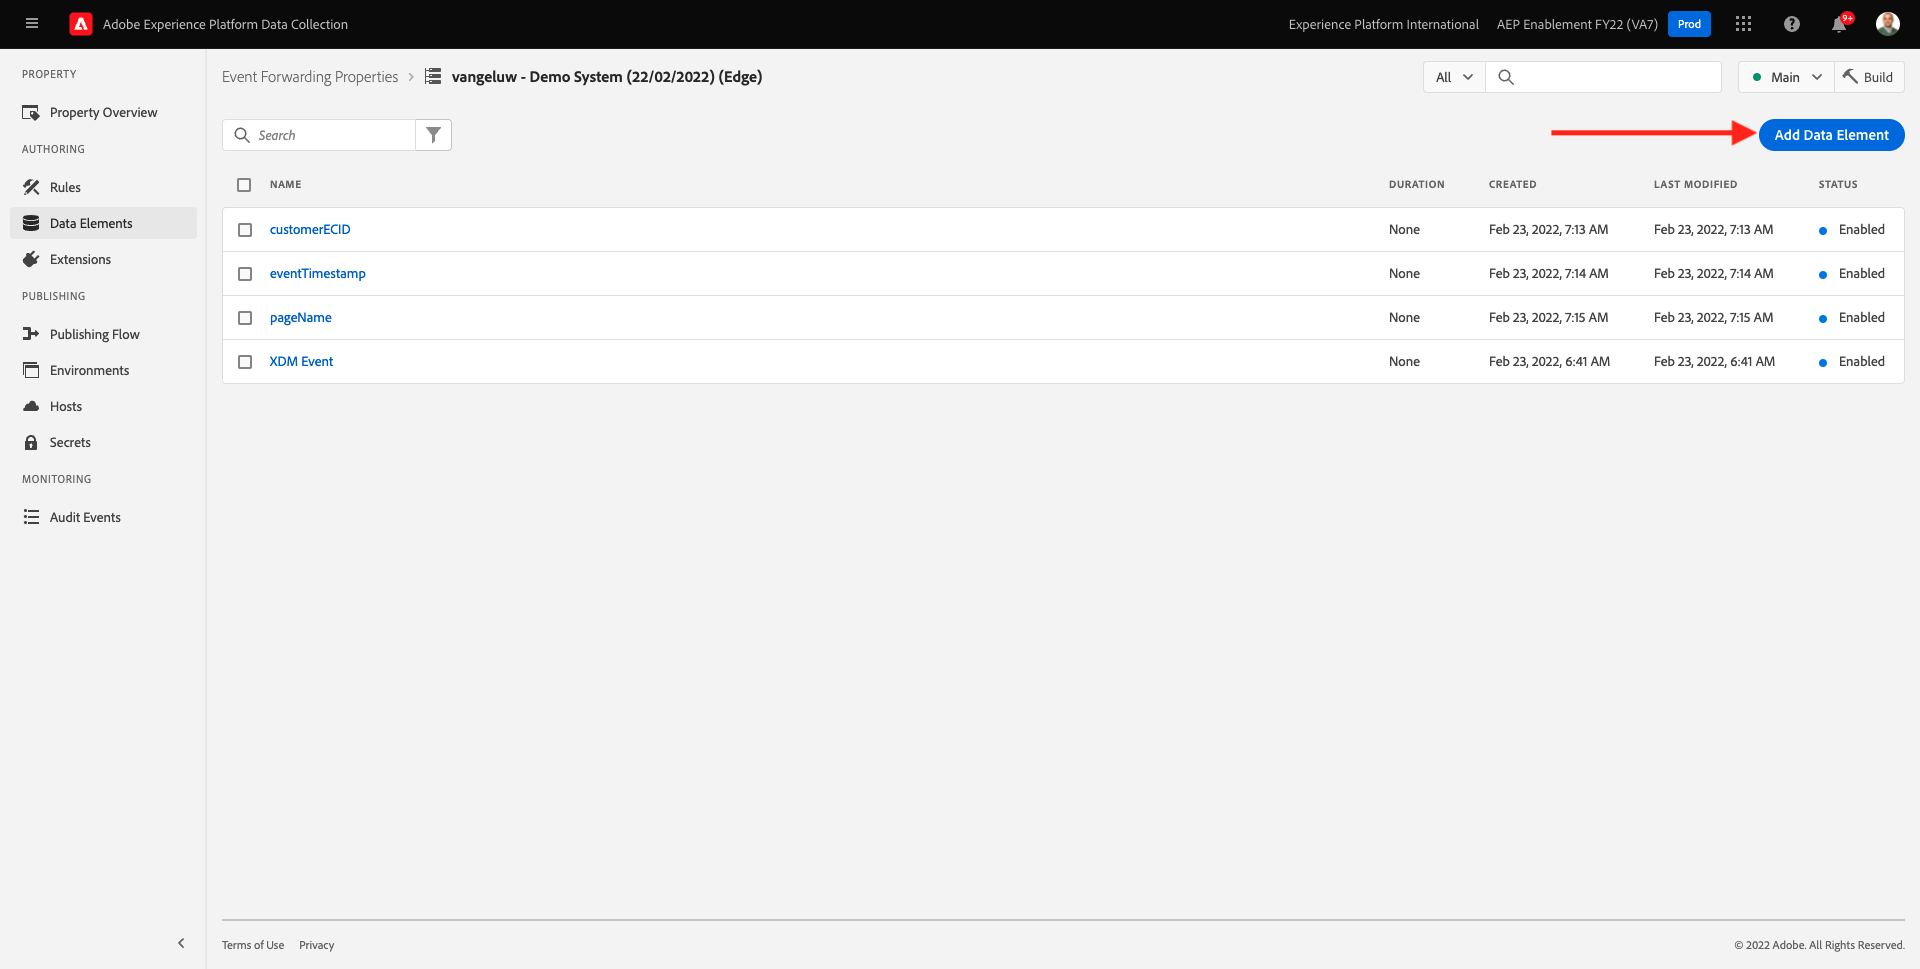 Adobe Experience Platform Data Collection
Experience Platform International AEP Enablement FY22 (VA7) Prod 9+
PROPERTY
Property Overview
AUTHORING
Rules
Data Elements
Extensions
PUBLISHING
Publishing Flow
Environments
Hosts
Secrets
MONITORING
Audit Events
Event Forwarding Properties vangeluw - Demo System (22/02/2022) (Edge)
All Main Build
Search Add Data Element
NAME DURATION CREATED LAST MODIFIED STATUS
customerECID None Feb 23, 2022, 7:13 AM Feb 23, 2022, 7:13 AM Enabled
eventTimestamp None Feb 23, 2022, 7:14 AM Feb 23, 2022, 7:14 AM Enabled
pageName None Feb 23, 2022, 7:15 AM Feb 23, 2022, 7:15 AM Enabled
XDM Event None Feb 23, 2022, 6:41 AM Feb 23, 2022, 6:41 AM Enabled
Terms of Use Privacy © 2022 Adobe. All Rights Reserved.